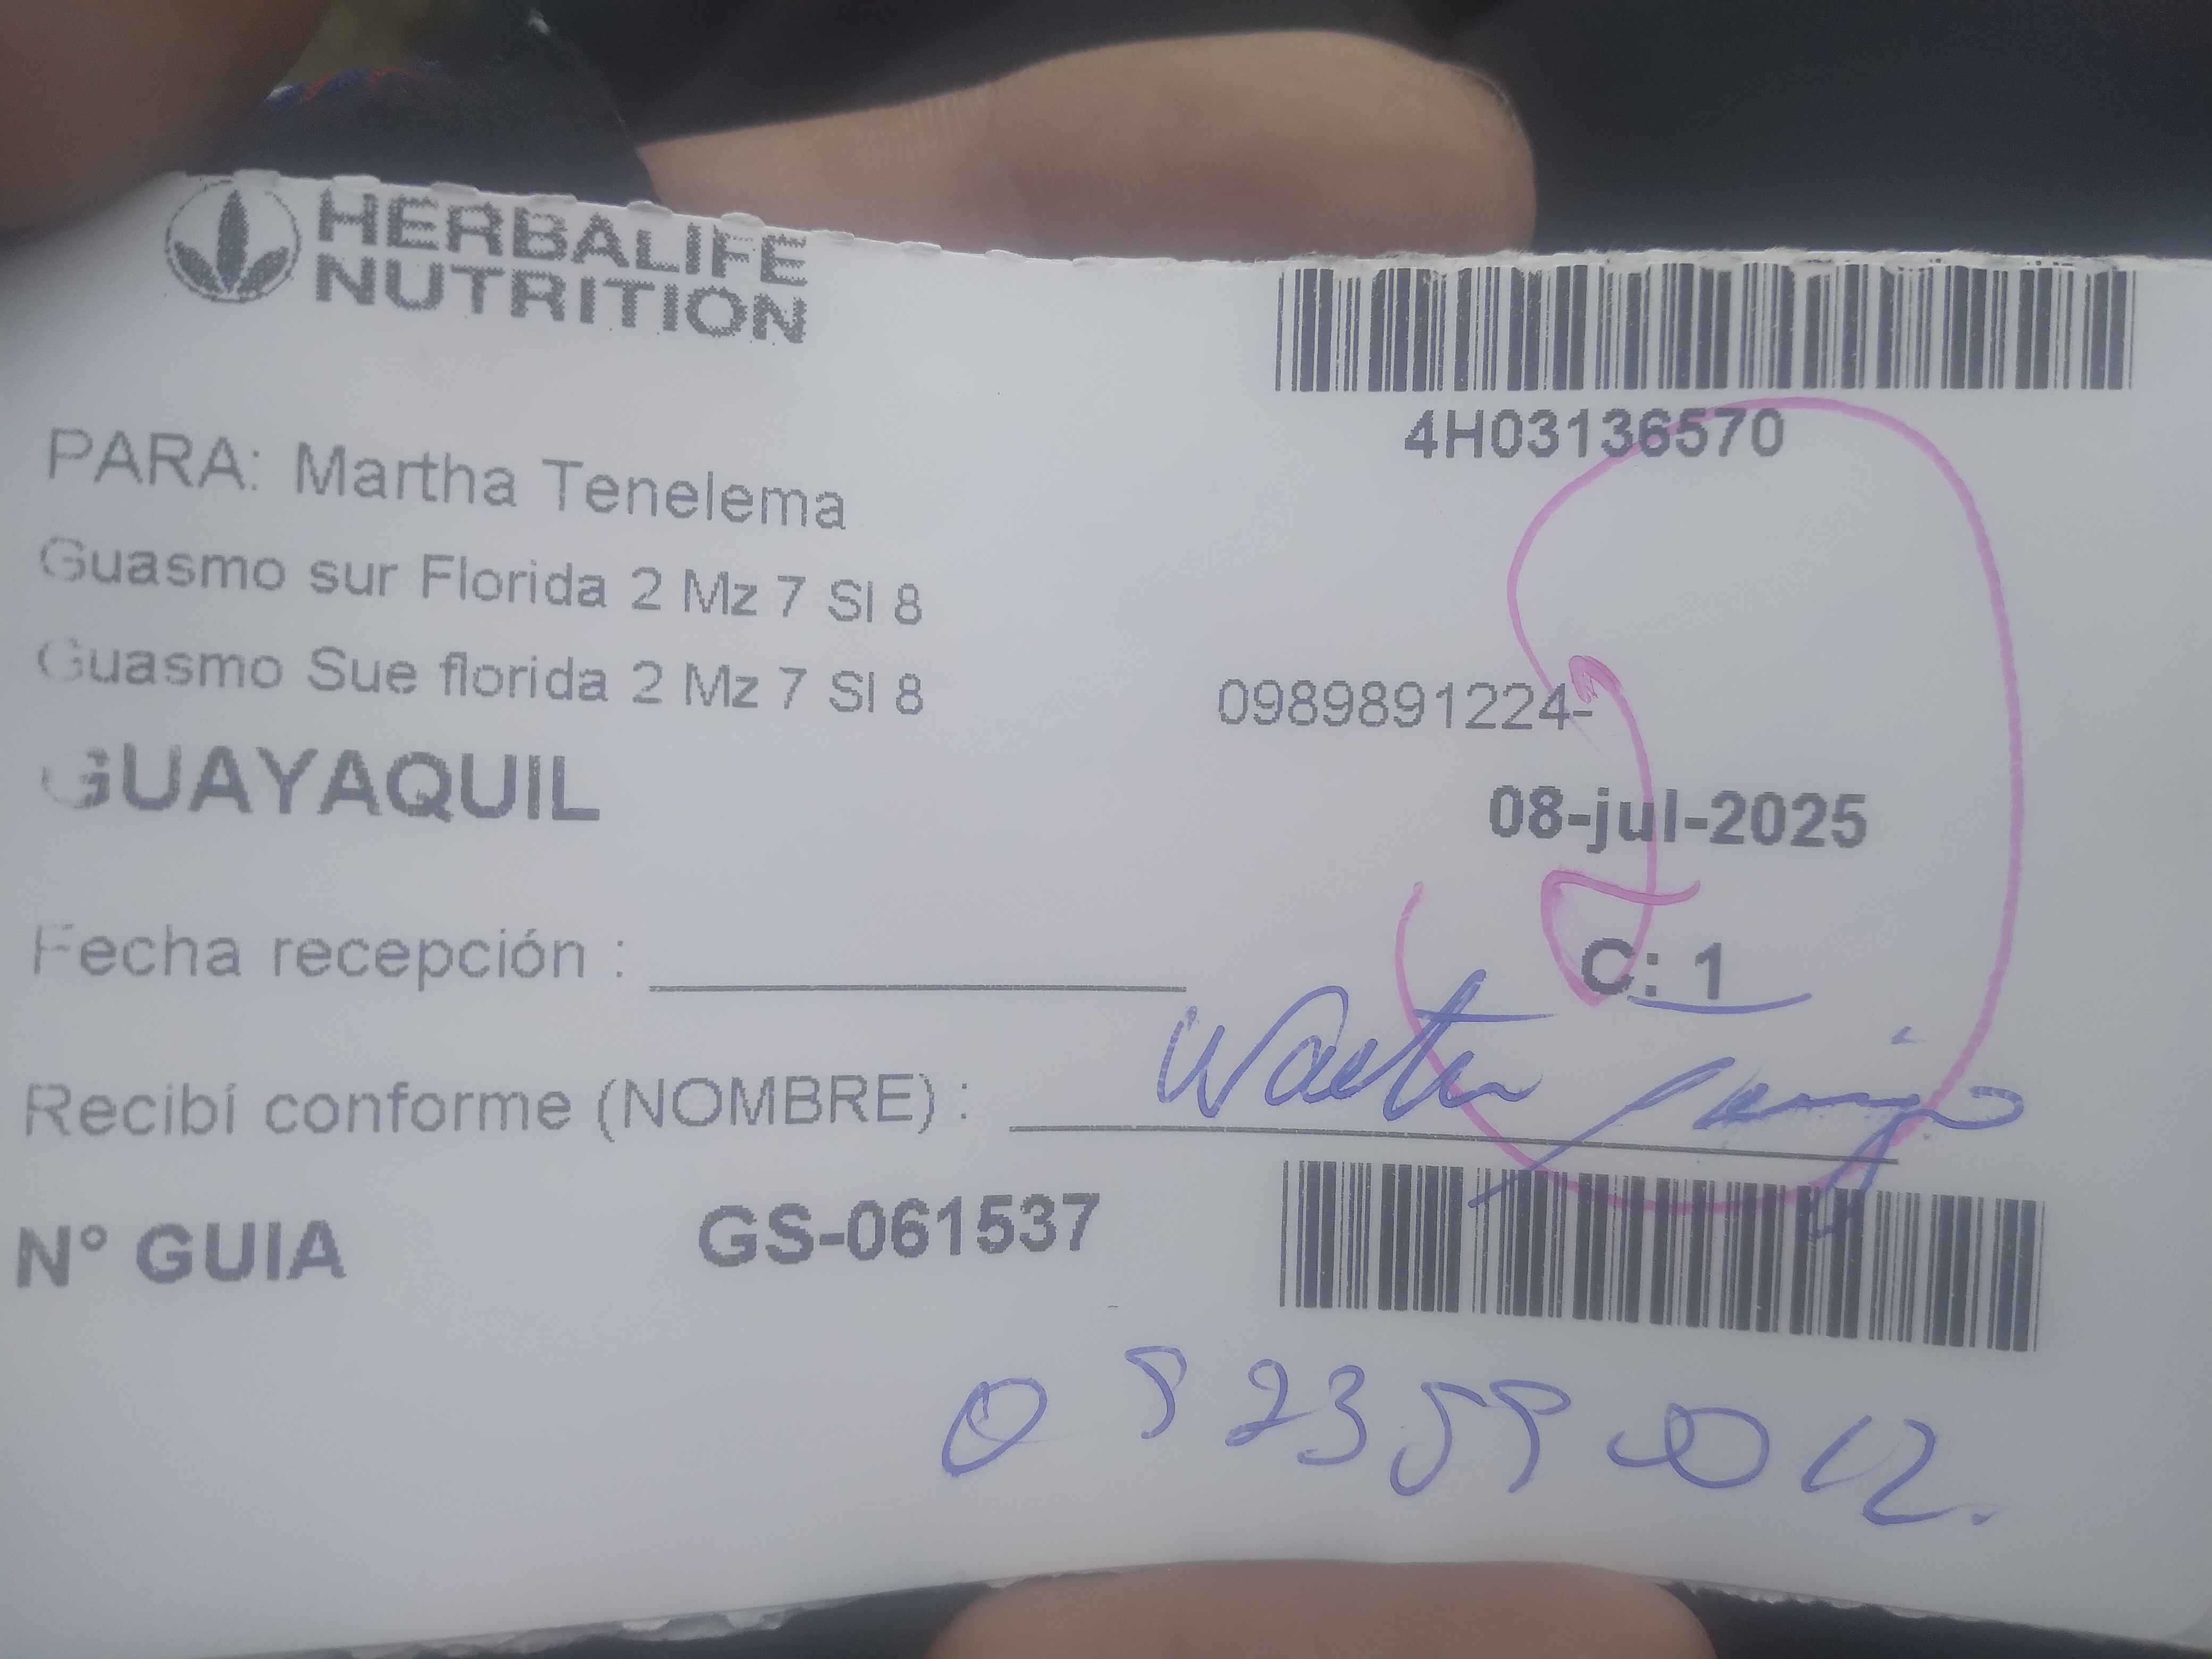 HERBALIFE
NUTRITION
4H03136570
PARA: Martha Tenelema
Guasmo sur Florida 2 Mz 7 Sl 8
Guasmo Sue florida 2 Mz 7 Sl 8
0989891224-
GUAYAQUIL
08-jul-2025
C: 1
Fecha recepción :
Recibí conforme (NOMBRE) :
N° GUIA GS-061537